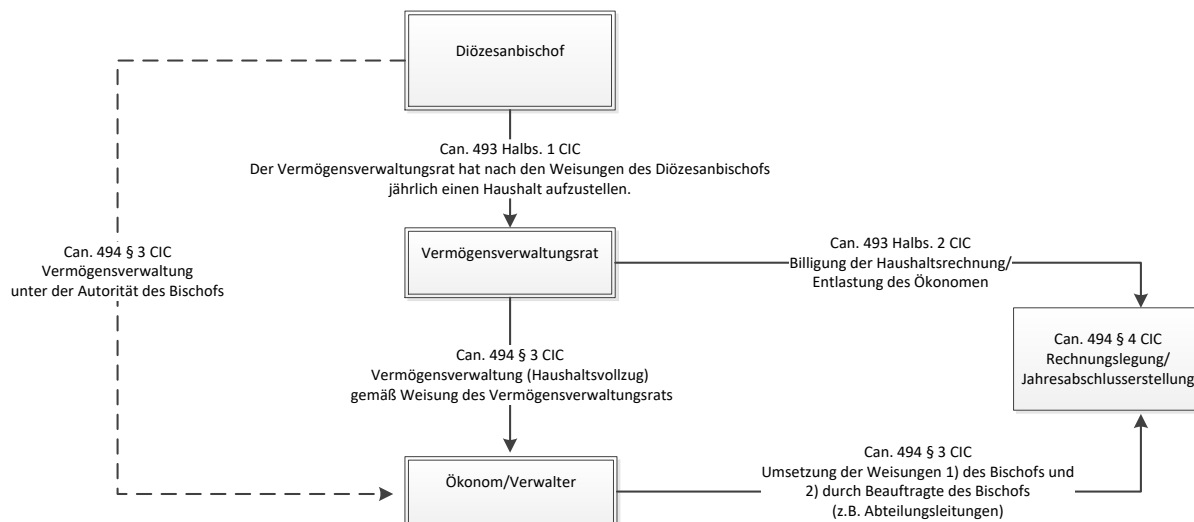 Diözesanbischof
Can. 493 Halbs. 1 CIC
Der Vermögensverwaltungsrat hat nach den Weisungen des Diözesanbischofs
jährlich einen Haushalt aufzustellen.
Can. 494 § 3 CIC
Vermögensverwaltung
unter der Autorität des Bischofs
Vermögensverwaltungsrat
Can. 493 Halbs. 2 CIC
Billigung der Haushaltsrechnung/
Entlastung des Ökonomen
Can. 494 § 4 CIC
Rechnungslegung/
Jahresabschlusserstellung
Can. 494 § 3 CIC
Vermögensverwaltung (Haushaltsvollzug)
gemäß Weisung des Vermögensverwaltungsrats
Ökonom/Verwalter
Can. 494 § 3 CIC
Umsetzung der Weisungen 1) des Bischofs und
2) durch Beauftragte des Bischofs
(z.B. Abteilungsleitungen)